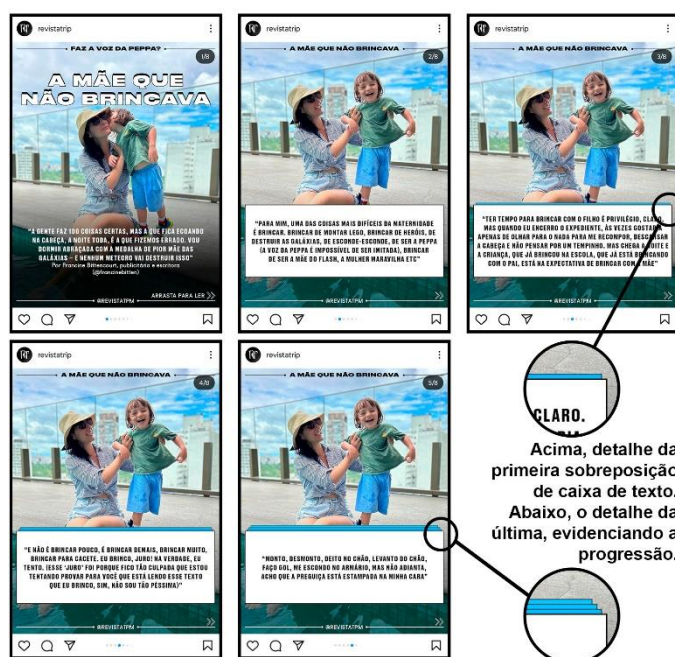 revistatrip
FAZ A VOZ DA PEPPA?
1/8
A MÃE QUE
NÃO BRINCAVA
"A GENTE FAZ 100 COISAS CERTAS, MAS A QUE FICA ECOANDO
NA CABEÇA, A NOITE TODA, É A QUE FIZEMOS ERRADO. VOU
DORMIR ABRAÇADA COM A MEDALHA DE PIOR MÃE DAS
GALÁXIAS – E NENHUM METEORO VAI DESTRUIR ISSO"
Por Francine Bittencourt, publicitária e escritora
(@francinebitten)
ARRASTA PARA LER
@REVISTATPM
revistatrip
A MÃE QUE NÃO BRINCAVA
2/8
"PARA MIM, UMA DAS COISAS MAIS DIFÍCEIS DA MATERNIDADE
É BRINCAR. BRINCAR DE MONTAR LEGO, BRINCAR DE HERÓIS, DE
DESTRUIR AS GALÁXIAS, DE ESCONDE-ESCONDE, DE SER A PEPPA
(A VOZ DA PEPPA É IMPOSSÍVEL DE SER IMITADA), BRINCAR
DE SER A MÃE DO FLASH, A MULHER MARAVILHA ETC"
@REVISTATPM
revistatrip
A MÃE QUE NÃO BRINCAVA
3/8
"TER TEMPO PARA BRINCAR COM O FILHO É PRIVILÉGIO, CLARO.
MAS QUANDO EU ENCERRO O EXPEDIENTE, ÀS VEZES GOSTARIA
APENAS DE OLHAR PARA O NADA PARA ME RECOMPOR, DESCANSAR
A CABEÇA E NÃO PENSAR POR UM TEMPINHO. MAS CHEGA A NOITE E
A CRIANÇA, QUE JÁ BRINCOU NA ESCOLA, QUE JÁ ESTÁ BRINCANDO
COM O PAI, ESTÁ NA EXPECTATIVA DE BRINCAR COM A MÃE"
@REVISTATPM
revistatrip
A MÃE QUE NÃO BRINCAVA
4/8
"E NÃO É BRINCAR POUCO, É BRINCAR DEMAIS, BRINCAR MUITO,
BRINCAR PARA CACETE. EU BRINCO, JURO! NA VERDADE, EU
TENTO. (ESSE 'JURO' FOI PORQUE FICO TÃO CULPADA QUE ESTOU
TENTANDO PROVAR PARA VOCÊ QUE ESTÁ LENDO ESSE TEXTO
QUE EU BRINCO, SIM, NÃO SOU TÃO PÉSSIMA)"
@REVISTATPM
revistatrip
A MÃE QUE NÃO BRINCAVA
5/8
"MONTO, DESMONTO, DEITO NO CHÃO, LEVANTO DO CHÃO,
FAÇO GOL, ME ESCONDO NO ARMÁRIO, MAS NÃO ADIANTA,
ACHO QUE A PREGUIÇA ESTÁ ESTAMPADA NA MINHA CARA"
@REVISTATPM
CLARO.
Acima, detalhe da
primeira sobreposição
de caixa de texto.
Abaixo, o detalhe da
última, evidenciando a
progressão.